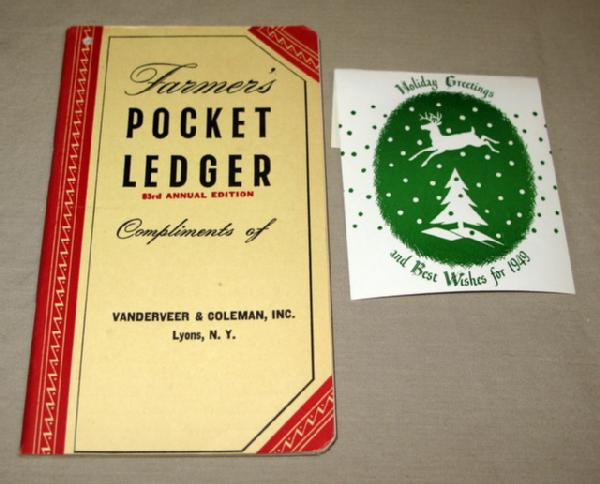 Farmer's
POCKET
LEDGER
83rd ANNUAL EDITION
Compliments of
VANDERVEER & COLEMAN, INC.
Lyons, N. Y.
Holiday Greetings
and Best Wishes for 1949